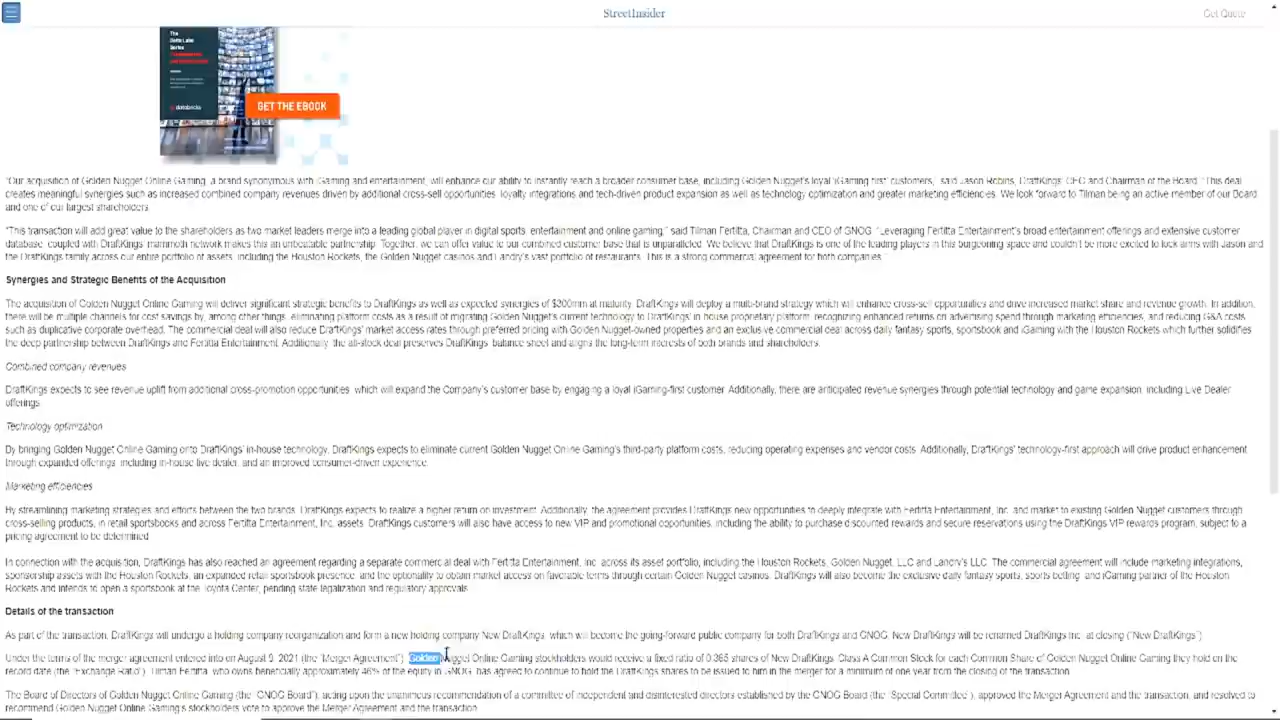 StreetInsider
Get Quote
The
Delta Lake
Series
databricks
GET THE EBOOK
"Our acquisition of Golden Nugget Online Gaming, a brand synonymous with iGaming and entertainment, will enhance our ability to instantly reach a broader consumer base, including Golden Nugget's loyal "iGaming-first" customers," said Jason Robins, DraftKings' CEO and Chairman of the Board. "This deal
creates meaningful synergies such as increased combined company revenues driven by additional cross-sell opportunities, loyalty integrations and tech-driven product expansion as well as technology optimization and greater marketing efficiencies. We look forward to Tilman being an active member of our Board
and one of our largest shareholders.
"This transaction will add great value to the shareholders as two market leaders merge into a leading global player in digital sports, entertainment and online gaming," said Tilman Fertitta, Chairman and CEO of GNOG. "Leveraging Fertitta Entertainment's broad entertainment offerings and extensive customer
database, coupled with DraftKings' mammoth network makes this an unbeatable partnership. Together, we can offer value to our combined customer base that is unparalleled. We believe that DraftKings is one of the leading players in this burgeoning space and couldn't be more excited to lock arms with Jason and
the DraftKings family across our entire portfolio of assets, including the Houston Rockets, the Golden Nugget casinos and Landry's vast portfolio of restaurants. This is a strong commercial agreement for both companies."
Synergies and Strategic Benefits of the Acquisition
The acquisition of Golden Nugget Online Gaming will deliver significant strategic benefits to DraftKings as well as expected synergies of $300mm at maturity. DraftKings will deploy a multi-brand strategy which will enhance cross-sell opportunities and drive increased market share and revenue growth. In addition,
there will be multiple channels for cost savings by, among other things, eliminating platform costs as a result of migrating Golden Nugget's current technology to DraftKings' in-house proprietary platform, recognizing enhanced returns on advertising spend through marketing efficiencies, and reducing G&A costs
such as duplicative corporate overhead. The commercial deal will also reduce DraftKings' market access rates through preferred pricing with Golden Nugget-owned properties and an exclusive commercial deal across daily fantasy sports, sportsbook and iGaming with the Houston Rockets which further solidifies
the deep partnership between DraftKings and Fertitta Entertainment. Additionally, the all-stock deal preserves DraftKings' balance sheet and aligns the long-term interests of both brands and shareholders.
Combined company revenues
DraftKings expects to see revenue uplift from additional cross-promotion opportunities, which will expand the Company's customer base by engaging a loyal iGaming-first customer. Additionally, there are anticipated revenue synergies through potential technology and game expansion, including Live Dealer
offerings.
Technology optimization
By bringing Golden Nugget Online Gaming onto DraftKings' in-house technology, DraftKings expects to eliminate current Golden Nugget Online Gaming's third-party platform costs, reducing operating expenses and vendor costs. Additionally, DraftKings' technology-first approach will drive product enhancement
through expanded offerings, including in-house live dealer, and an improved consumer-driven experience.
Marketing efficiencies
By streamlining marketing strategies and efforts between the two brands, DraftKings expects to realize a higher return on investment. Additionally, the agreement provides DraftKings new opportunities to deeply integrate with Fertitta Entertainment, Inc. and market to existing Golden Nugget customers through
cross-selling products, in retail sportsbooks and across Fertitta Entertainment, Inc. assets. DraftKings customers will also have access to new VIP and promotional opportunities, including the ability to purchase discounted rewards and secure reservations using the DraftKings VIP rewards program, subject to a
pricing agreement to be determined.
In connection with the acquisition, DraftKings has also reached an agreement regarding a separate commercial deal with Fertitta Entertainment, Inc. across its asset portfolio, including the Houston Rockets, Golden Nugget, LLC and Landry's LLC. The commercial agreement will include marketing integrations,
sponsorship assets with the Houston Rockets, an expanded retail sportsbook presence, and the optionality to obtain market access on favorable terms through certain Golden Nugget casinos. DraftKings will also become the exclusive daily fantasy sports, sports betting, and iGaming partner of the Houston
Rockets and intends to open a sportsbook at the Toyota Center, pending state legalization and regulatory approvals.
Details of the transaction
As part of the transaction, DraftKings will undergo a holding company reorganization and form a new holding company New DraftKings, which will become the going-forward public company for both DraftKings and GNOG. New DraftKings will be renamed DraftKings Inc. at closing ("New DraftKings").
Under the terms of the merger agreement entered into on August 9, 2021 (the "Merger Agreement"), Golden Nugget Online Gaming stockholders would receive a fixed ratio of 0.365 shares of New DraftKings' Class A Common Stock for each Common Share of Golden Nugget Online Gaming they hold on the
record date (the "Exchange Ratio"). Tilman Fertitta, who owns beneficially approximately 46% of the equity in GNOG, has agreed to continue to hold the DraftKings shares to be issued to him in the merger for a minimum of one year from the closing of the transaction.
The Board of Directors of Golden Nugget Online Gaming (the "GNOG Board"), acting upon the unanimous recommendation of a committee of independent and disinterested directors established by the GNOG Board (the "Special Committee"), approved the Merger Agreement and the transaction, and resolved to
recommend Golden Nugget Online Gaming's stockholders vote to approve the Merger Agreement and the transaction.